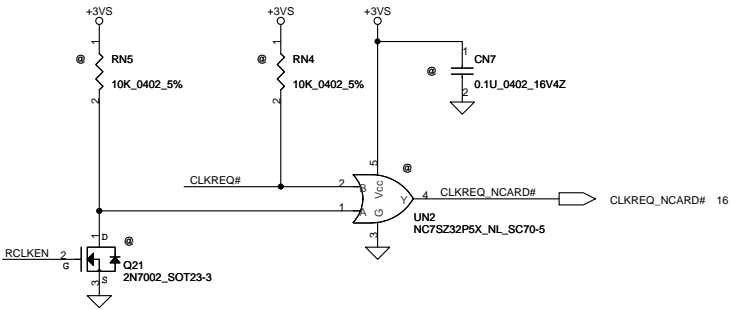 +3VS
+3VS
+3VS
1
@
RN5
10K_0402_5%
2
1
@
RN4
10K_0402_5%
2
1
CN7
@
0.1U_0402_16V4Z
2
CLKREQ#
2
B
5
Vcc
@
1
A
G
Y
4
CLKREQ_NCARD#
CLKREQ_NCARD# 16
UN2
NC7SZ32P5X_NL_SC70-5
3
RCLKEN
2
G
1
D
@
Q21
2N7002_SOT23-3
3
S